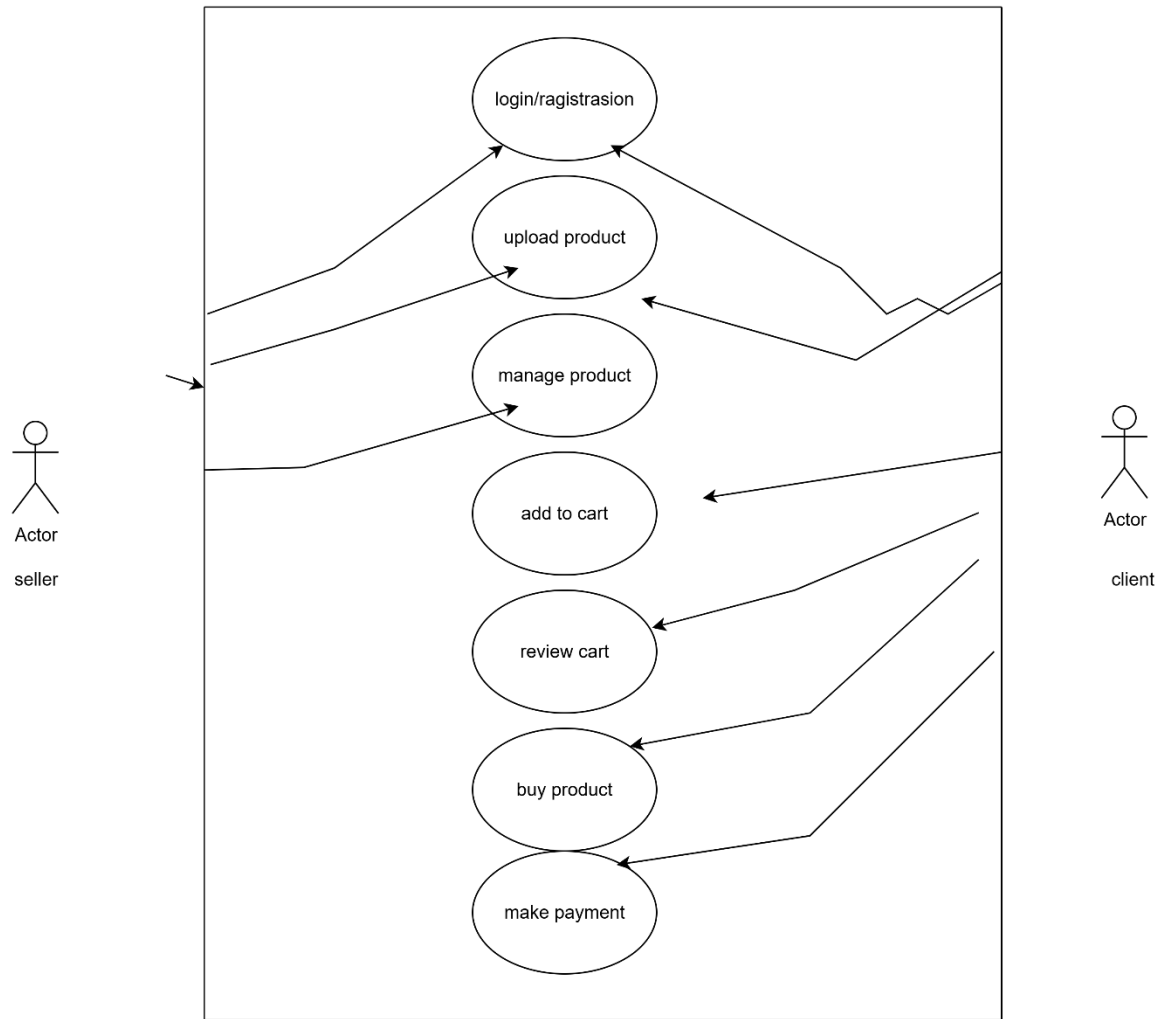 login/ragistrasion
upload product
manage product
add to cart
review cart
buy product
make payment
Actor
seller
Actor
client